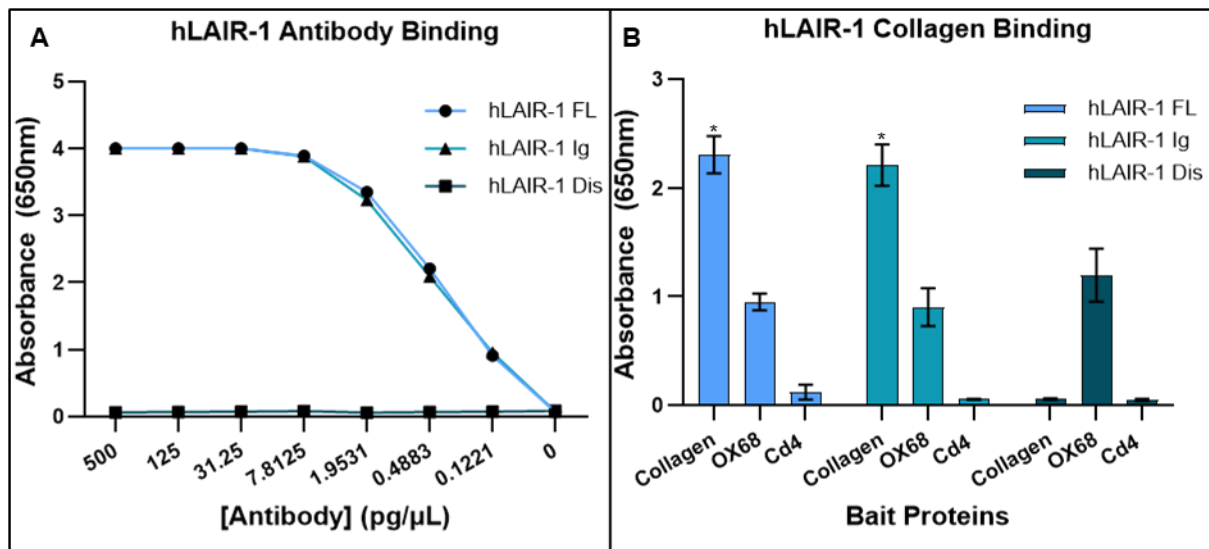 A
hLAIR-1 Antibody Binding
Absorbance (650nm)
5
4
3
2
1
0
hLAIR-1 FL
hLAIR-1 Ig
hLAIR-1 Dis
500
125
31.25
7.8125
1.9531
0.4883
0.1221
0
[Antibody] (pg/µL)
B
hLAIR-1 Collagen Binding
Absorbance (650nm)
3
2
1
0
*
*
hLAIR-1 FL
hLAIR-1 Ig
hLAIR-1 Dis
Collagen
OX68
Cd4
Collagen
OX68
Cd4
Collagen
OX68
Cd4
Bait Proteins